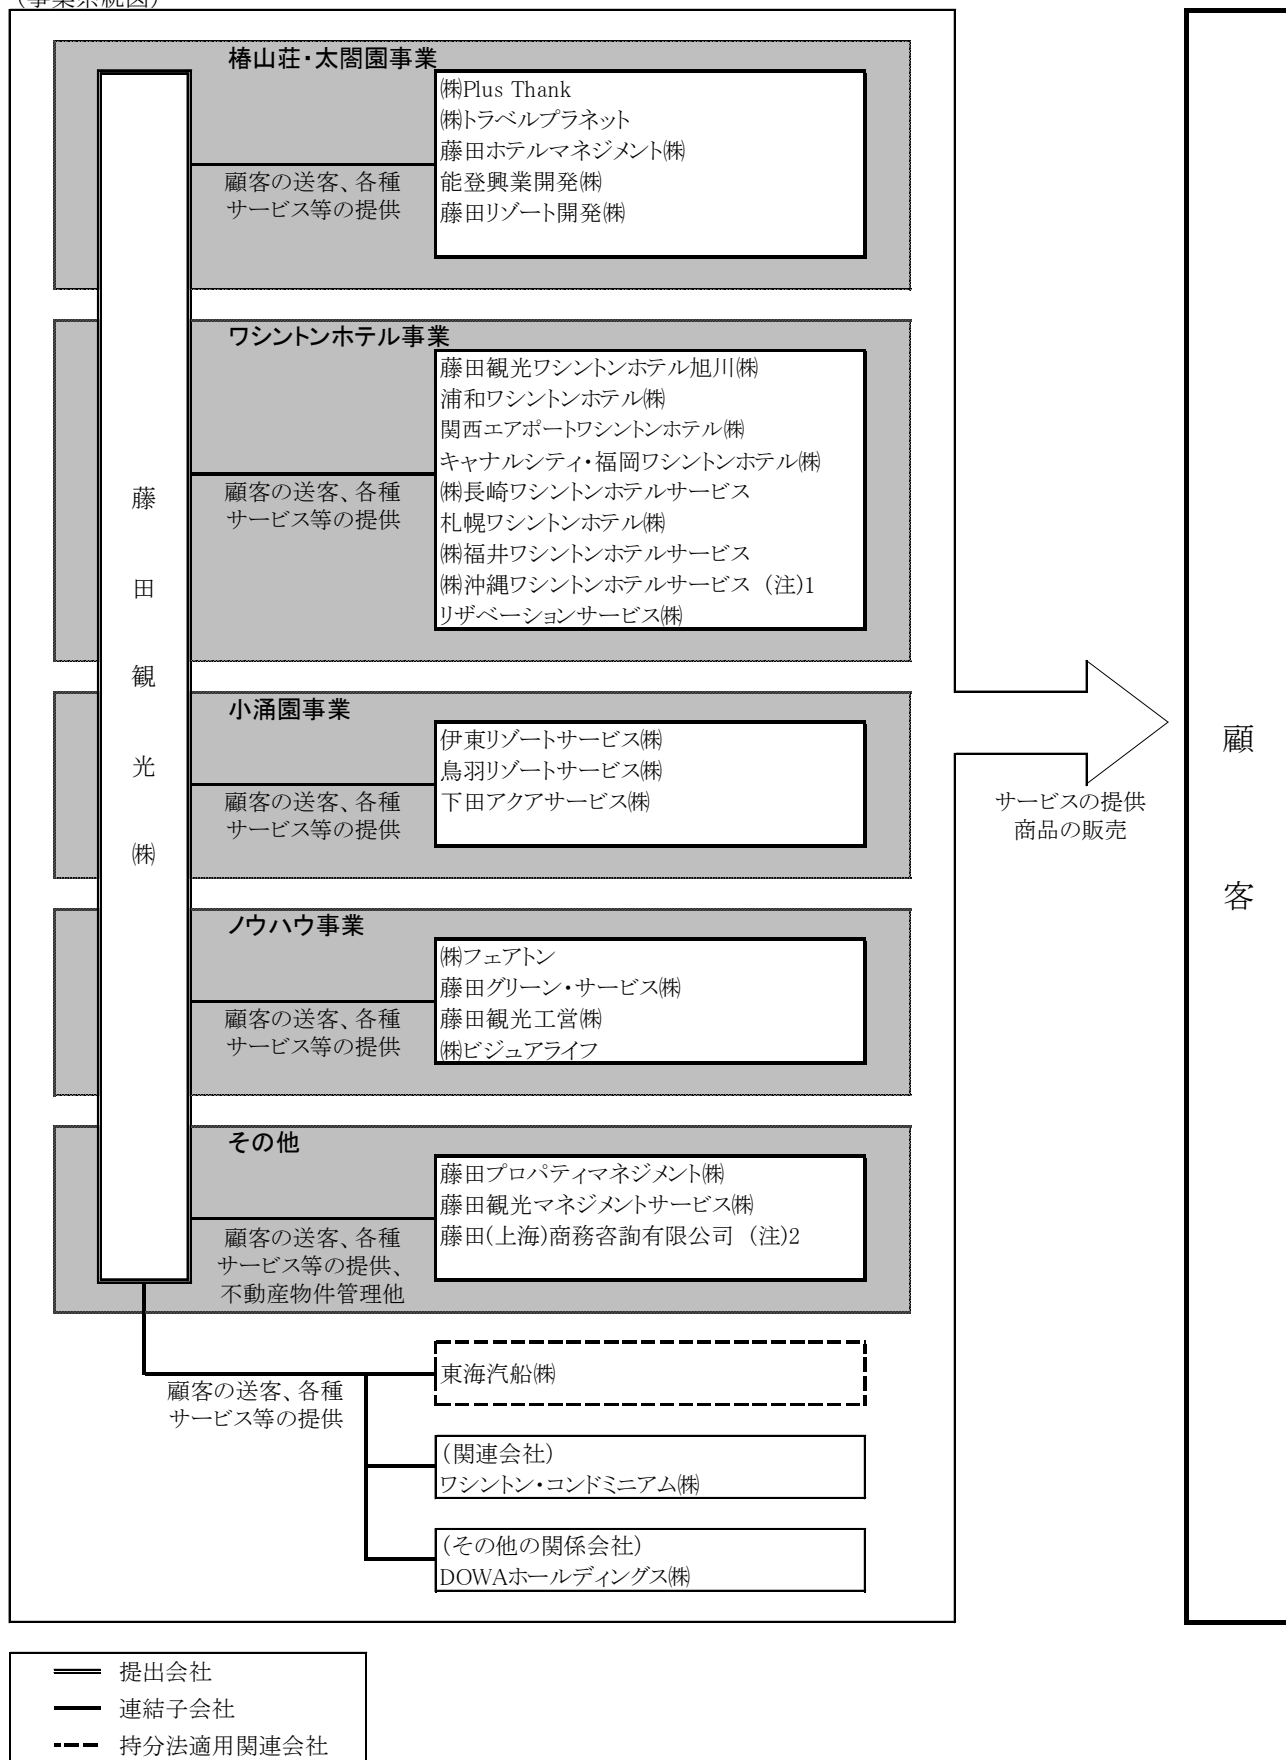 (事業系統図)
椿山荘・太閤園事業
㈱Plus Thank
㈱トラベルプラネット
藤田ホテルマネジメント㈱
能登興業開発㈱
藤田リゾート開発㈱
顧客の送客、各種
サービス等の提供
ワシントンホテル事業
藤田観光ワシントンホテル旭川㈱
浦和ワシントンホテル㈱
関西エアポートワシントンホテル㈱
キャナルシティ・福岡ワシントンホテル㈱
㈱長崎ワシントンホテルサービス
札幌ワシントンホテル㈱
㈱福井ワシントンホテルサービス
㈱沖縄ワシントンホテルサービス (注)1
リザベーションサービス㈱
顧客の送客、各種
サービス等の提供
藤田観光㈱
小涌園事業
伊東リゾートサービス㈱
鳥羽リゾートサービス㈱
下田アクアサービス㈱
顧客の送客、各種
サービス等の提供
ノウハウ事業
㈱フェアトン
藤田グリーン・サービス㈱
藤田観光工営㈱
㈱ビジュアライフ
顧客の送客、各種
サービス等の提供
その他
藤田プロパティマネジメント㈱
藤田観光マネジメントサービス㈱
藤田(上海)商務咨詢有限公司 (注)2
顧客の送客、各種
サービス等の提供、
不動産物件管理他
東海汽船㈱
顧客の送客、各種
サービス等の提供
(関連会社)
ワシントン・コンドミニアム㈱
(その他の関係会社)
DOWAホールディングス㈱
サービスの提供
商品の販売
顧客
提出会社
連結子会社
持分法適用関連会社